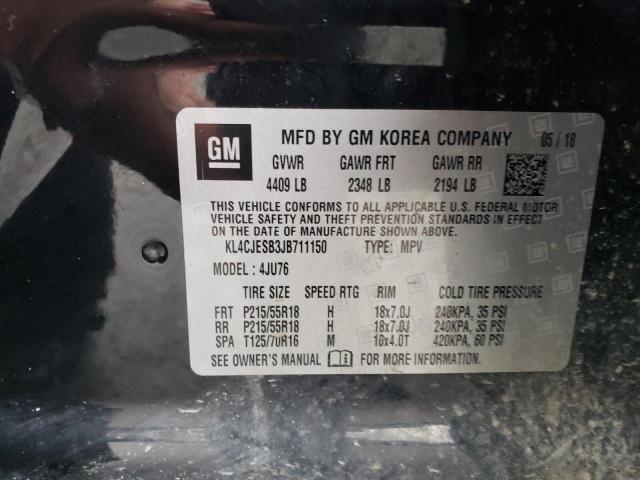 GM
MFD BY GM KOREA COMPANY 05 / 18
GVWR GAWR FRT GAWR RR
4409 LB 2348 LB 2194 LB
THIS VEHICLE CONFORMS TO ALL APPLICABLE U.S. FEDERAL MOTOR
VEHICLE SAFETY AND THEFT PREVENTION STANDARDS IN EFFECT
ON THE DATE OF MANUFACTURE SHOWN ABOVE.
KL4CJESB3JB711150 TYPE: MPV
MODEL: 4JU76
TIRE SIZE SPEED RTG RIM COLD TIRE PRESSURE
FRT P215/55R18 H 18x7.0J 240KPA, 35 PSI
RR P215/55R18 H 18x7.0J 240KPA, 35 PSI
SPA T125/70R16 M 16x4.0T 420KPA, 60 PSI
SEE OWNER'S MANUAL FOR MORE INFORMATION